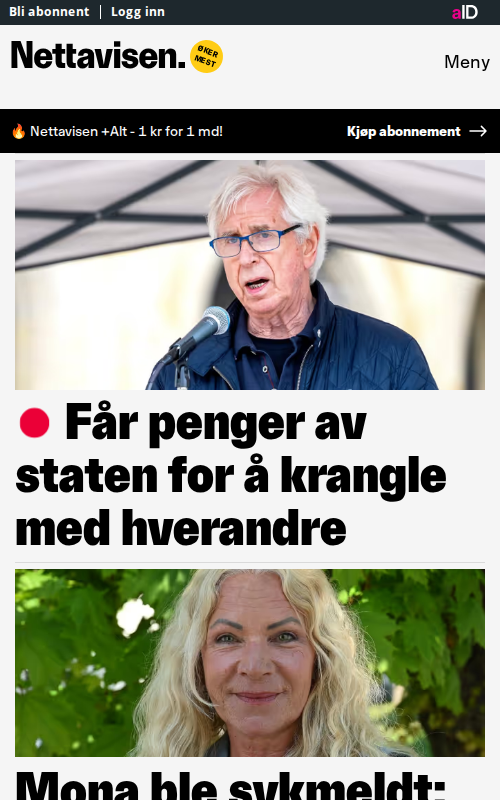 Bli abonnent | Logg inn
aID
Nettavisen.
ØKER
MEST
Meny
🔥 Nettavisen +Alt - 1 kr for 1 md!
Kjøp abonnement →
Får penger av
staten for å krangle
med hverandre
Mona ble sykmeldt: